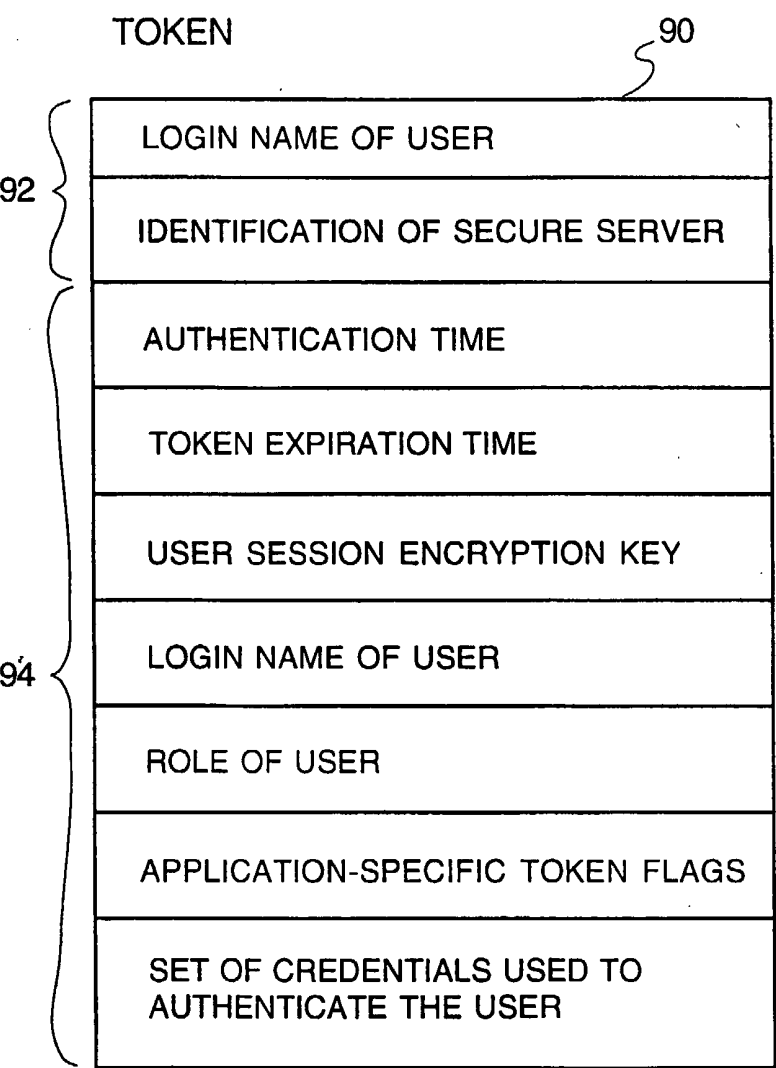 TOKEN
90
LOGIN NAME OF USER
92
IDENTIFICATION OF SECURE SERVER
AUTHENTICATION TIME
TOKEN EXPIRATION TIME
USER SESSION ENCRYPTION KEY
LOGIN NAME OF USER
94
ROLE OF USER
APPLICATION-SPECIFIC TOKEN FLAGS
SET OF CREDENTIALS USED TO
AUTHENTICATE THE USER